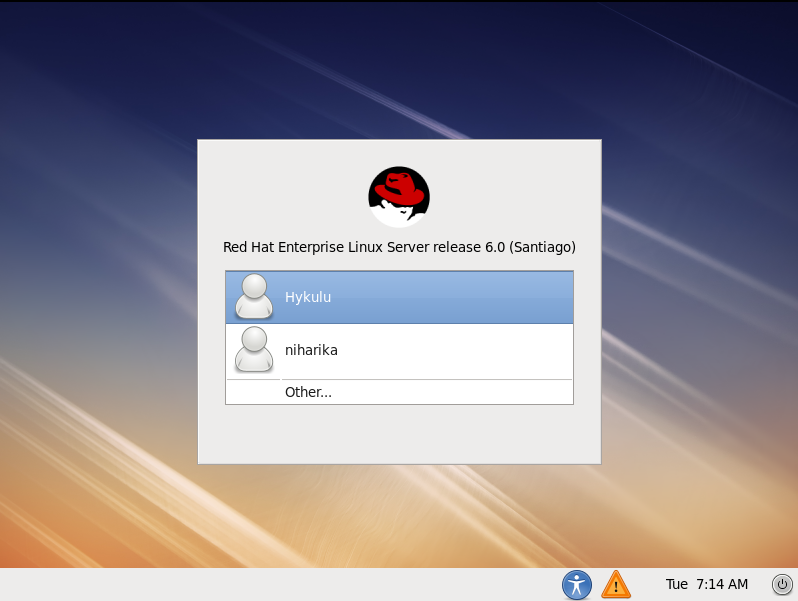 Red Hat Enterprise Linux Server release 6.0 (Santiago)
Hykulu
niharika
Other...
Tue 7:14 AM